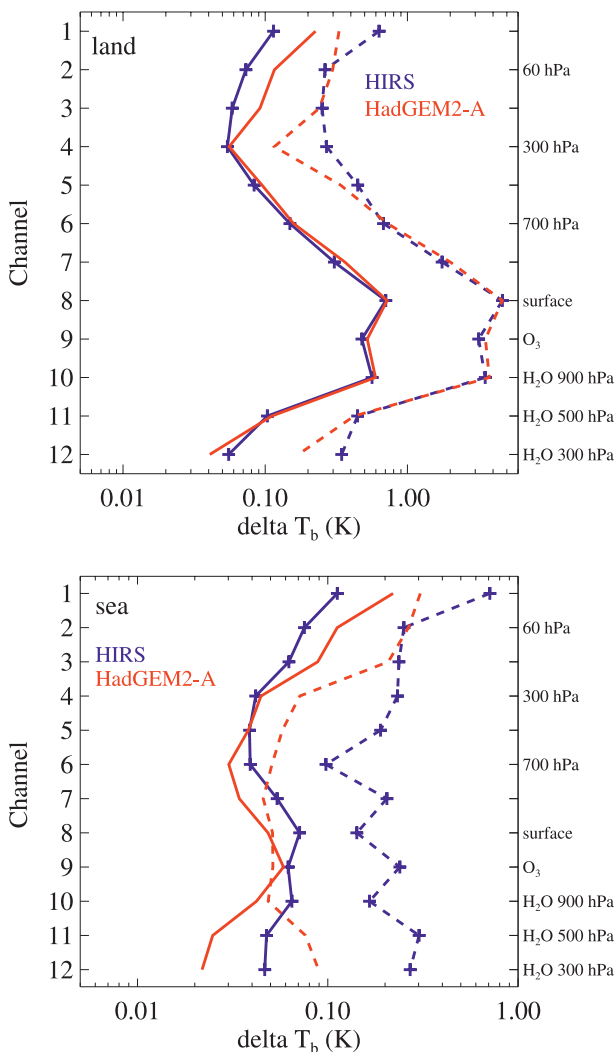 land
HIRS
HadGEM2-A
Channel
1
2
3
4
5
6
7
8
9
10
11
12
60 hPa
300 hPa
700 hPa
surface
O₃
H₂O 900 hPa
H₂O 500 hPa
H₂O 300 hPa
0.01 0.10 1.00
delta T_b (K)
sea
HIRS
HadGEM2-A
Channel
1
2
3
4
5
6
7
8
9
10
11
12
60 hPa
300 hPa
700 hPa
surface
O₃
H₂O 900 hPa
H₂O 500 hPa
H₂O 300 hPa
0.01 0.10 1.00
delta T_b (K)